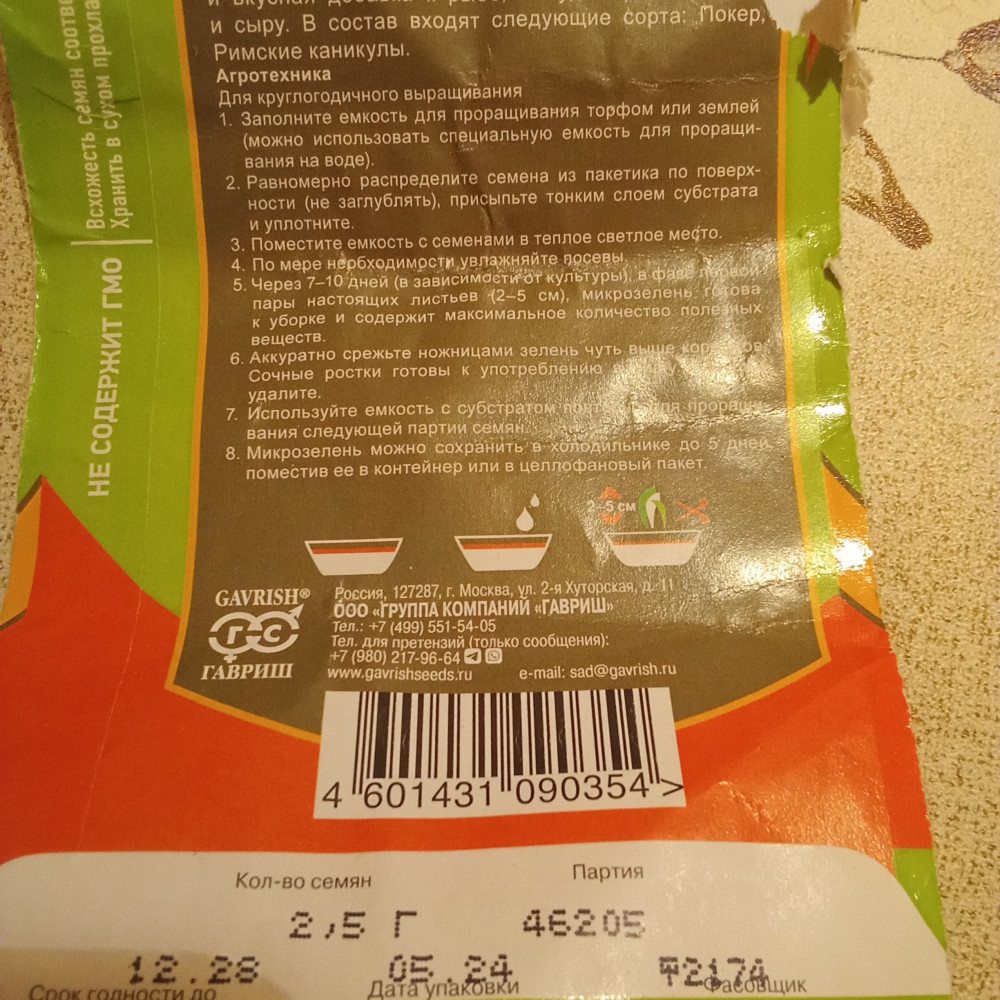 и вкусная добавка к
и сыру. В состав входят следующие сорта: Покер,
Римские каникулы.
Агротехника
Для круглогодичного выращивания
1. Заполните емкость для проращивания торфом или землей
(можно использовать специальную емкость для проращи-
вания на воде).
2. Равномерно распределите семена из пакетика по поверх-
ности (не заглублять), присыпьте тонким слоем субстрата
и уплотните.
3. Поместите емкость с семенами в теплое светлое место.
4. По мере необходимости увлажняйте посевы.
5. Через 7–10 дней (в зависимости от культуры), в фазе первой
пары настоящих листьев (2–5 см), микрозелень готова
к уборке и содержит максимальное количество полезных
веществ.
6. Аккуратно срежьте ножницами зелень чуть выше
Сочные ростки готовы к употреблению
удалите.
7. Используйте емкость с субстратом для проращи-
вания следующей партии семян.
8. Микрозелень можно сохранить в холодильнике до 5 дней,
поместив ее в контейнер или в целлофановый пакет.
2–5 см
Всхожесть семян
Хранить в сухом
НЕ СОДЕРЖИТ ГМО
GAVRISH®
Г С
ГАВРИШ
Россия, 127287, г. Москва, ул. 2-я Хуторская, д. 11
ООО «ГРУППА КОМПАНИЙ «ГАВРИШ»
Тел.: +7 (499) 551-54-05
Тел. для претензий (только сообщения):
+7 (980) 217-96-64
www.gavrishseeds.ru e-mail: sad@gavrish.ru
4 601431 090354 >
Кол-во семян Партия
2,5 Г 46205
12.28 05.24 Ф2174
Срок годности до Дата упаковки Фасовщик